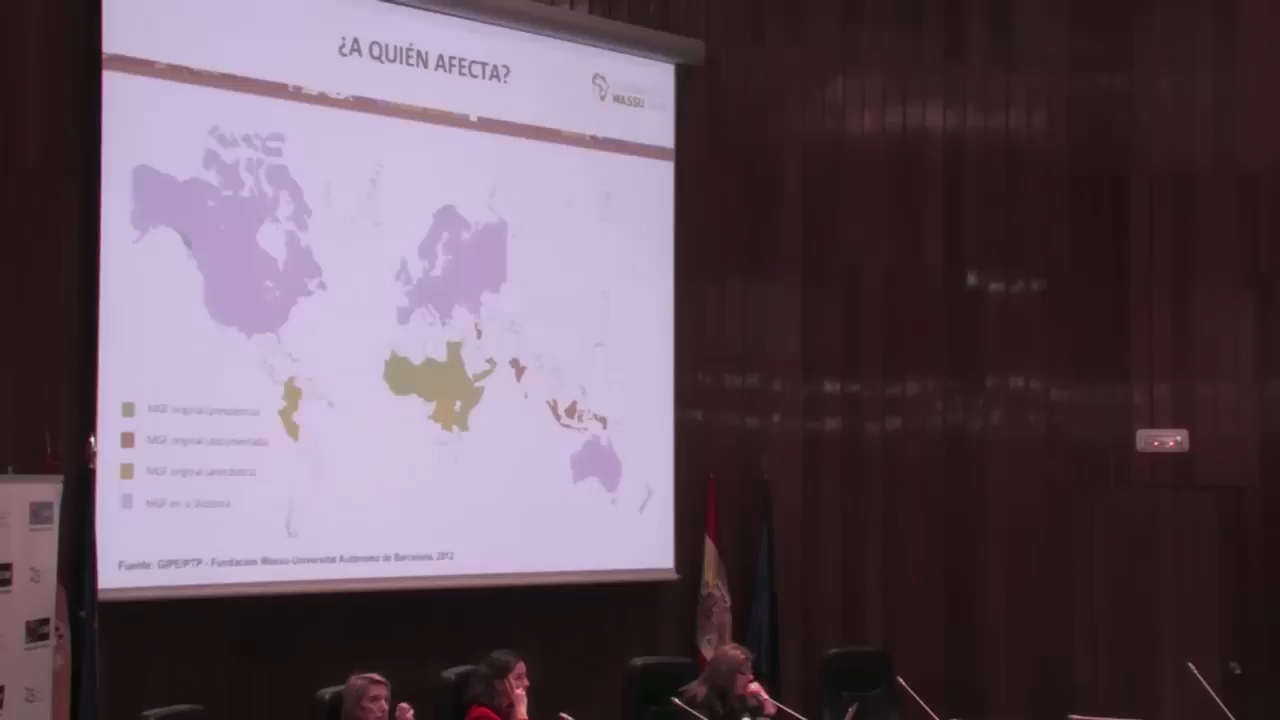 ¿A QUIÉN AFECTA?
WASSU
MGF original (prevalencia)
MGF original (documentada)
MGF original (anecdótica)
MGF en la diáspora
Fuente: GIPE/PTP - Fundación Wassu-Universitat Autònoma de Barcelona, 2012